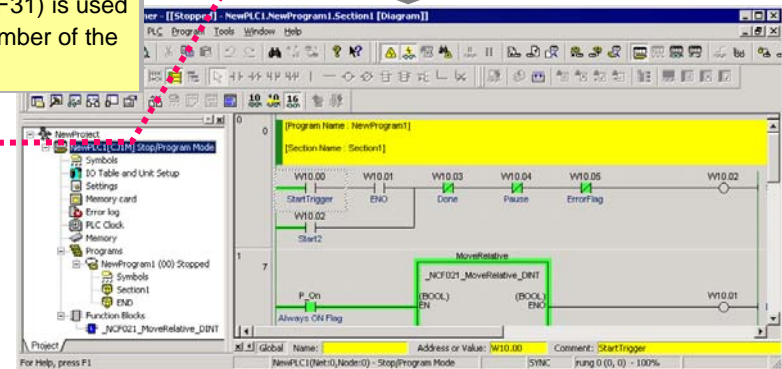 F31) is used
mber of the
ner - [[Stopped] - NewPLC1.NewProgram1.Section1 [Diagram]]
PLC Program Tools Window Help
10 16
NewProject
NewPLC1[CJ1M] Stop/Program Mode
Symbols
IO Table and Unit Setup
Settings
Memory card
Error log
PLC Clock
Memory
Programs
NewProgram1 (00) Stopped
Symbols
Section1
END
Function Blocks
_NCF021_MoveRelative_DINT
Project
0
0
[Program Name : NewProgram1]
[Section Name : Section1]
W10.00 W10.01 W10.03 W10.04 W10.05 W10.02
StartTrigger ENO Done Pause ErrorFlag
W10.02
Start2
1
7
MoveRelative
_NCF021_MoveRelative_DINT
P_On (BOOL) (BOOL) W10.01
EN ENO
Always ON Flag
Global Name: Address or Value: W10.00 Comment: StartTrigger
For Help, press F1 NewPLC1(Net:0,Node:0) - Stop/Program Mode SYNC rung 0 (0, 0) - 100%